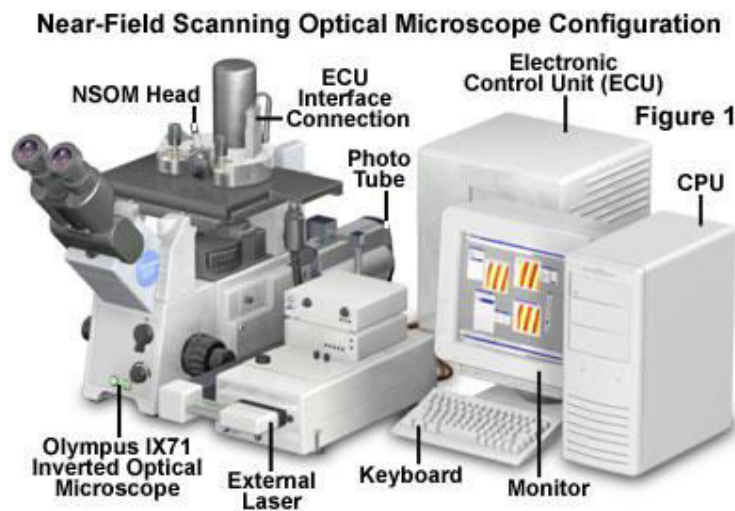 Near-Field Scanning Optical Microscope Configuration
NSOM Head
ECU
Interface
Connection
Electronic
Control Unit (ECU)
Figure 1
Photo
Tube
CPU
Olympus IX71
Inverted Optical
Microscope
External
Laser
Keyboard
Monitor